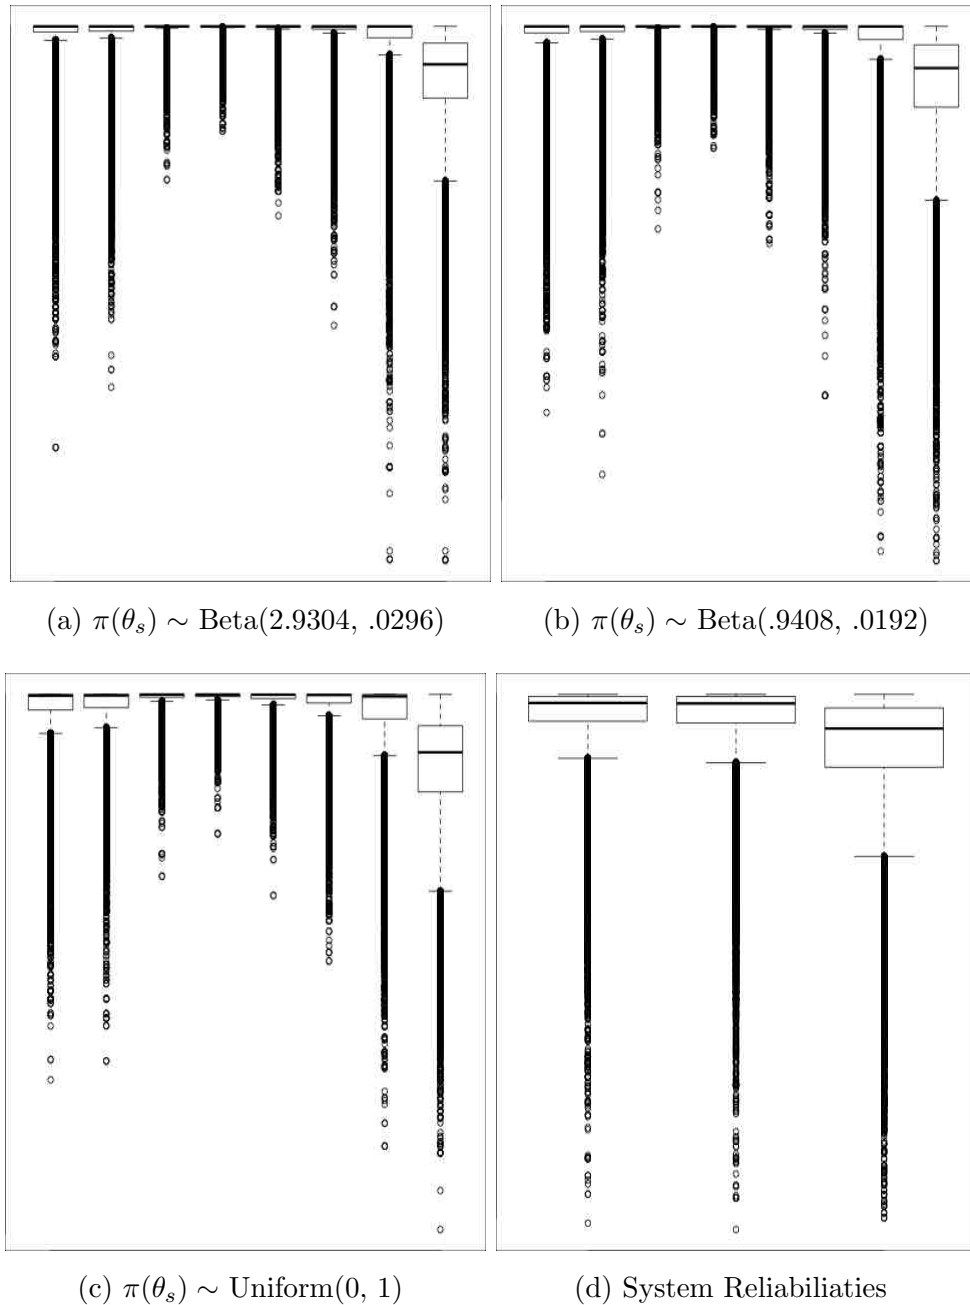 (a) π(θₛ) ∼ Beta(2.9304, .0296)
(b) π(θₛ) ∼ Beta(.9408, .0192)
(c) π(θₛ) ∼ Uniform(0, 1)
(d) System Reliabiliaties